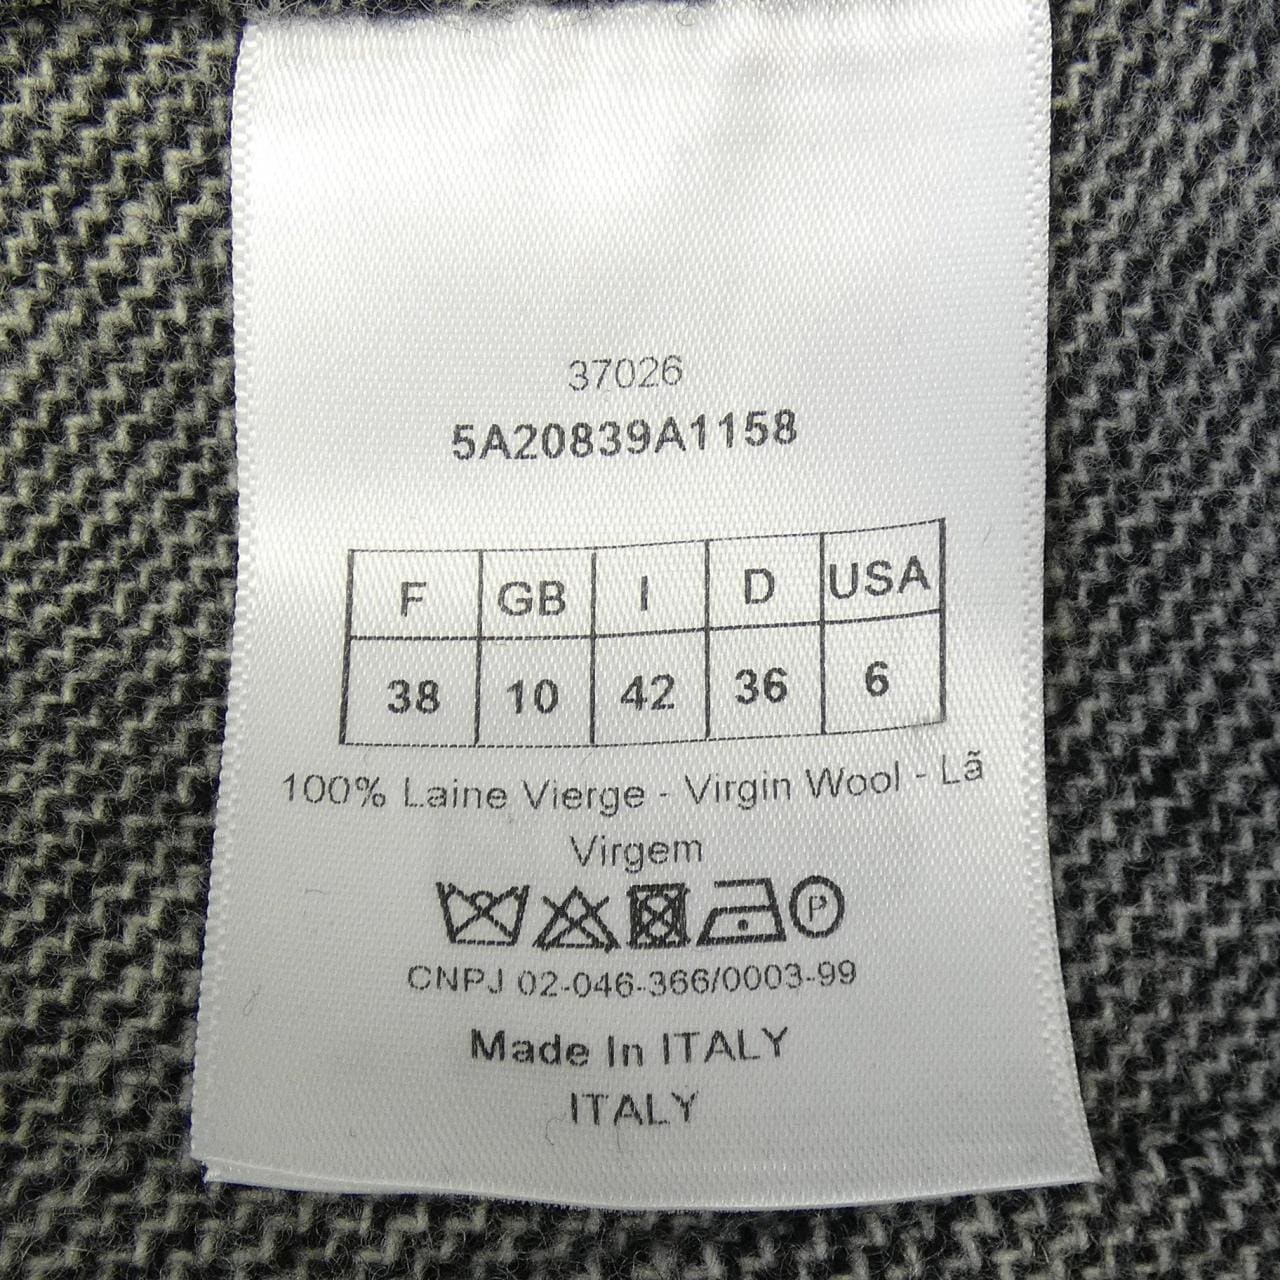 37026
5A20839A1158
F GB I D USA
38 10 42 36 6
100% Laine Vierge - Virgin Wool - Lã
Virgem
P
CNPJ 02-046-366/0003-99
Made In ITALY
ITALY